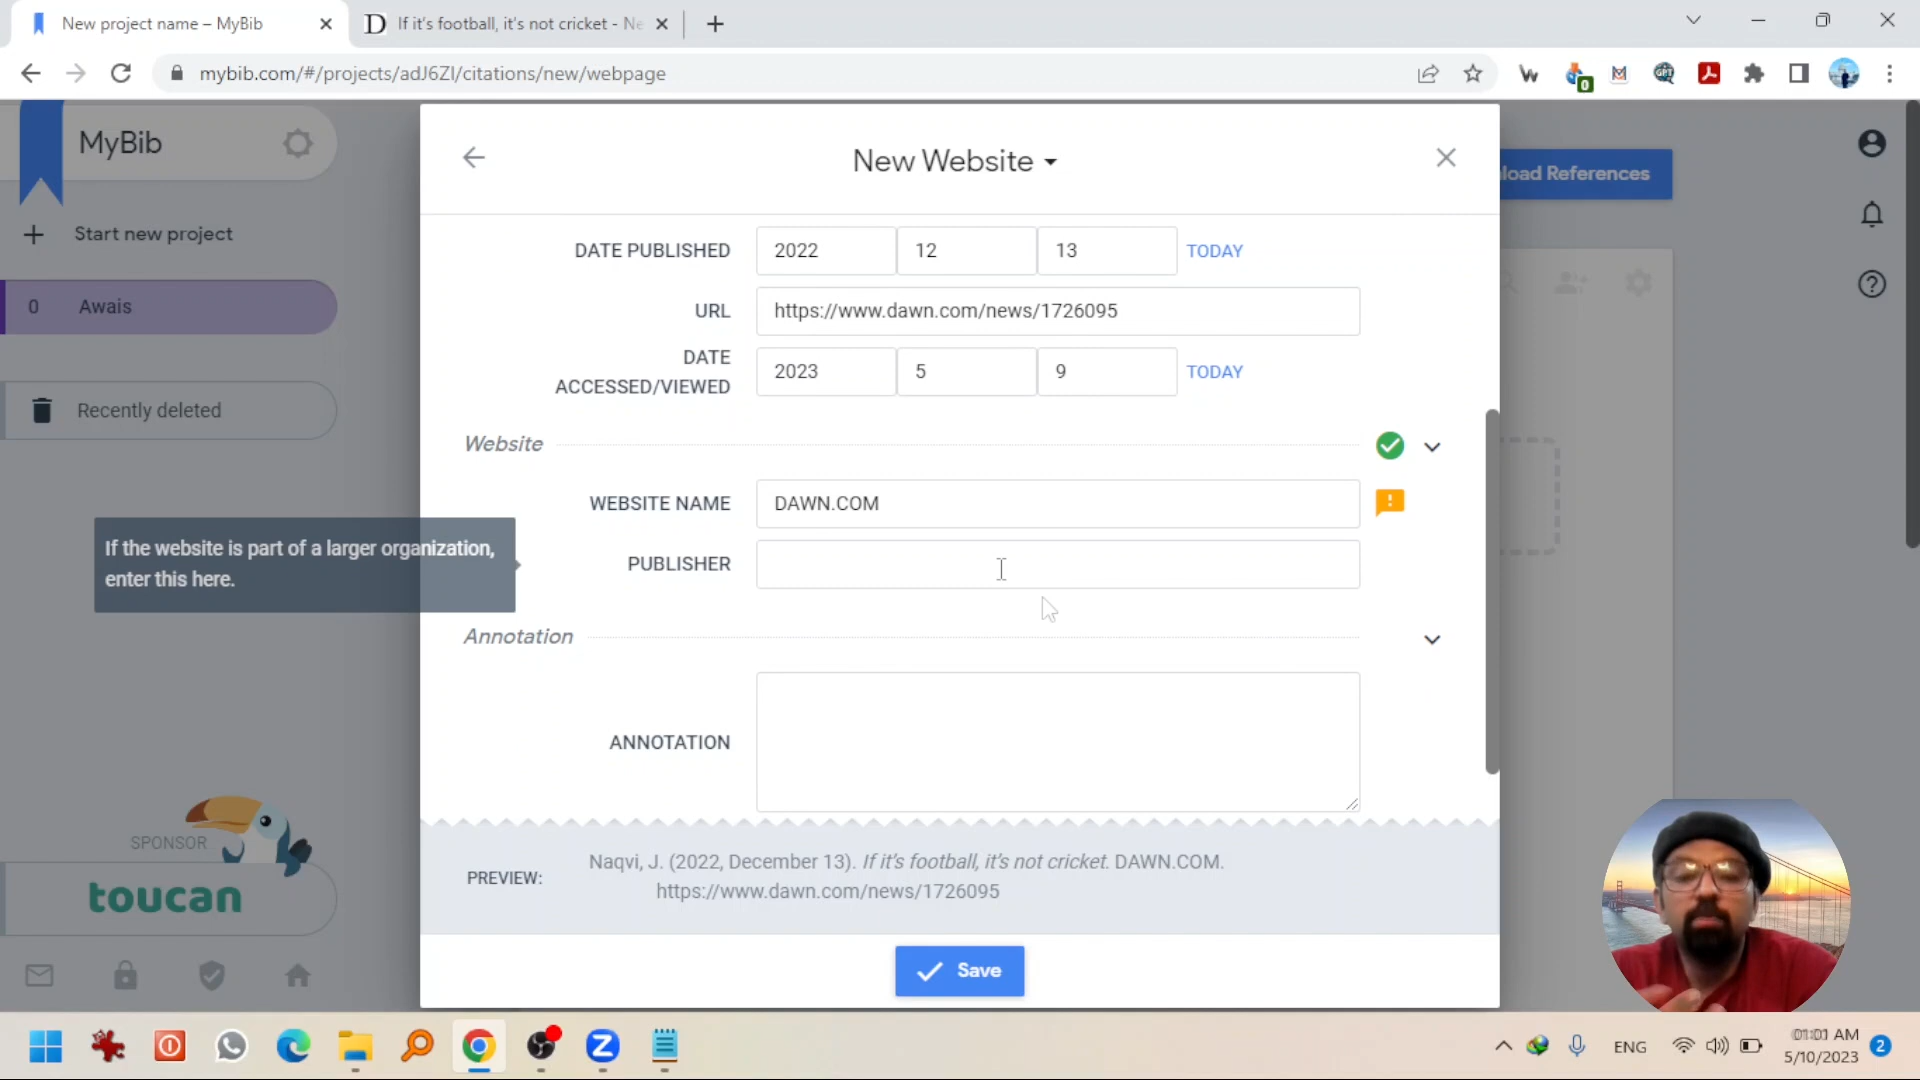 New project name – MyBib
If it's football, it's not cricket - Ne
mybib.com/#/projects/adJ6Zl/citations/new/webpage
0
MyBib
New Website
load References
Start new project
DATE PUBLISHED 2022 12 13 TODAY
0 Awais
URL https://www.dawn.com/news/1726095
DATE
ACCESSED/VIEWED 2023 5 9 TODAY
Recently deleted
Website
WEBSITE NAME DAWN.COM
If the website is part of a larger organization,
enter this here.
PUBLISHER
Annotation
ANNOTATION
SPONSOR
toucan
PREVIEW:
Naqvi, J. (2022, December 13). If it's football, it's not cricket. DAWN.COM.
https://www.dawn.com/news/1726095
Save
ENG
01:01 AM
5/10/2023
2